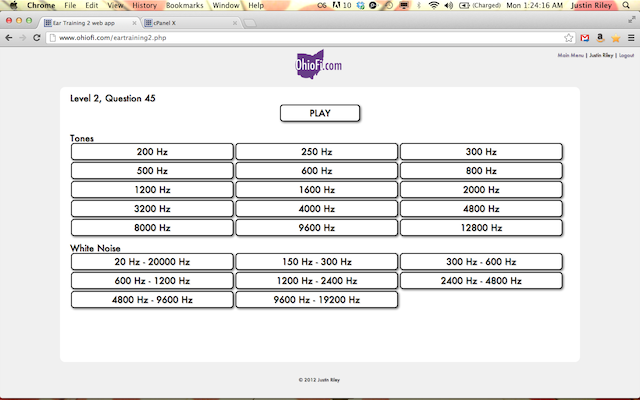 Chrome File Edit View History Bookmarks Window Help 10 (Charged) Mon 1:24:16 AM Justin Riley
Ear Training 2 web app cPanel X
www.ohiofi.com/eartraining2.php
OhioFi.com
Main Menu | Justin Riley | Logout
Level 2, Question 45
PLAY
Tones
200 Hz 250 Hz 300 Hz
500 Hz 600 Hz 800 Hz
1200 Hz 1600 Hz 2000 Hz
3200 Hz 4000 Hz 4800 Hz
8000 Hz 9600 Hz 12800 Hz
White Noise
20 Hz - 20000 Hz 150 Hz - 300 Hz 300 Hz - 600 Hz
600 Hz - 1200 Hz 1200 Hz - 2400 Hz 2400 Hz - 4800 Hz
4800 Hz - 9600 Hz 9600 Hz - 19200 Hz
© 2012 Justin Riley